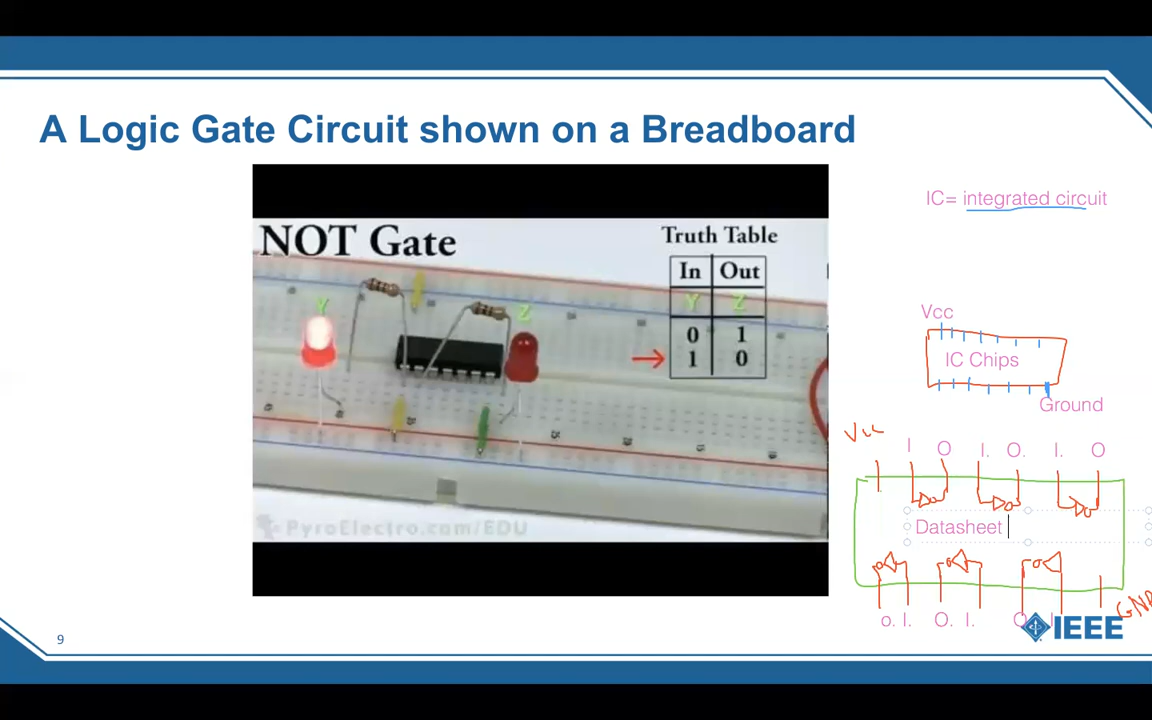 A Logic Gate Circuit shown on a Breadboard
IC= integrated circuit
NOT Gate
Truth Table
In Out
Y Z
0 1
1 0
Y
Z
Vcc
IC Chips
Ground
Vcc
I O I. O. I. O
Datasheet
GND
o. I. O. I. O I
PyroElectro.com/EDU
9
IEEE